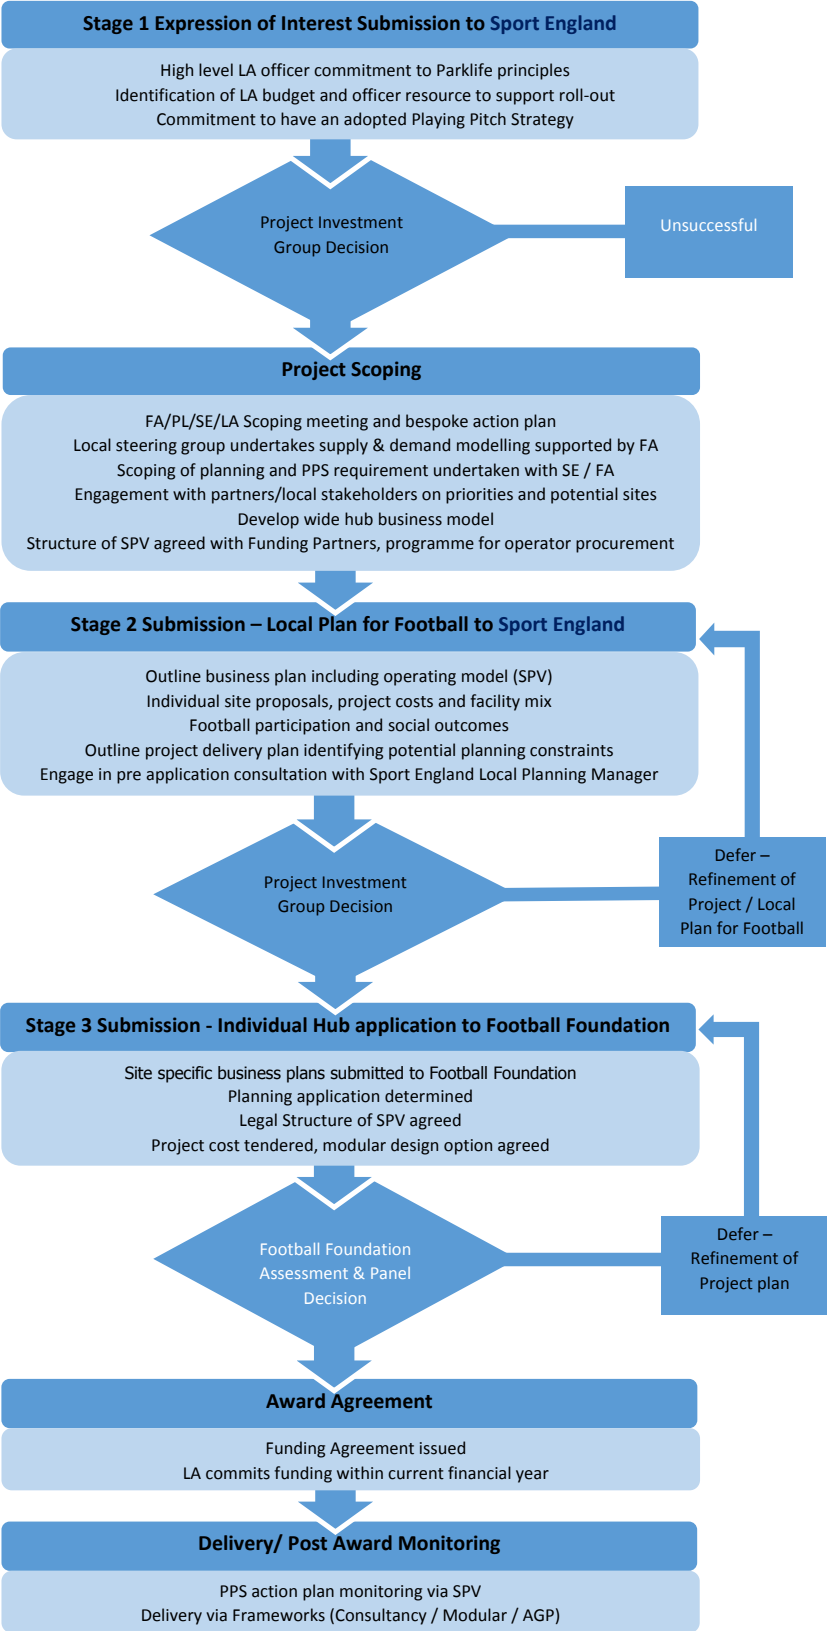 Stage 1 Expression of Interest Submission to Sport England
High level LA officer commitment to Parklife principles
Identification of LA budget and officer resource to support roll-out
Commitment to have an adopted Playing Pitch Strategy
Project Investment
Group Decision
Unsuccessful
Project Scoping
FA/PL/SE/LA Scoping meeting and bespoke action plan
Local steering group undertakes supply & demand modelling supported by FA
Scoping of planning and PPS requirement undertaken with SE / FA
Engagement with partners/local stakeholders on priorities and potential sites
Develop wide hub business model
Structure of SPV agreed with Funding Partners, programme for operator procurement
Stage 2 Submission – Local Plan for Football to Sport England
Outline business plan including operating model (SPV)
Individual site proposals, project costs and facility mix
Football participation and social outcomes
Outline project delivery plan identifying potential planning constraints
Engage in pre application consultation with Sport England Local Planning Manager
Project Investment
Group Decision
Defer –
Refinement of
Project / Local
Plan for Football
Stage 3 Submission - Individual Hub application to Football Foundation
Site specific business plans submitted to Football Foundation
Planning application determined
Legal Structure of SPV agreed
Project cost tendered, modular design option agreed
Football Foundation
Assessment & Panel
Decision
Defer –
Refinement of
Project plan
Award Agreement
Funding Agreement issued
LA commits funding within current financial year
Delivery/ Post Award Monitoring
PPS action plan monitoring via SPV
Delivery via Frameworks (Consultancy / Modular / AGP)